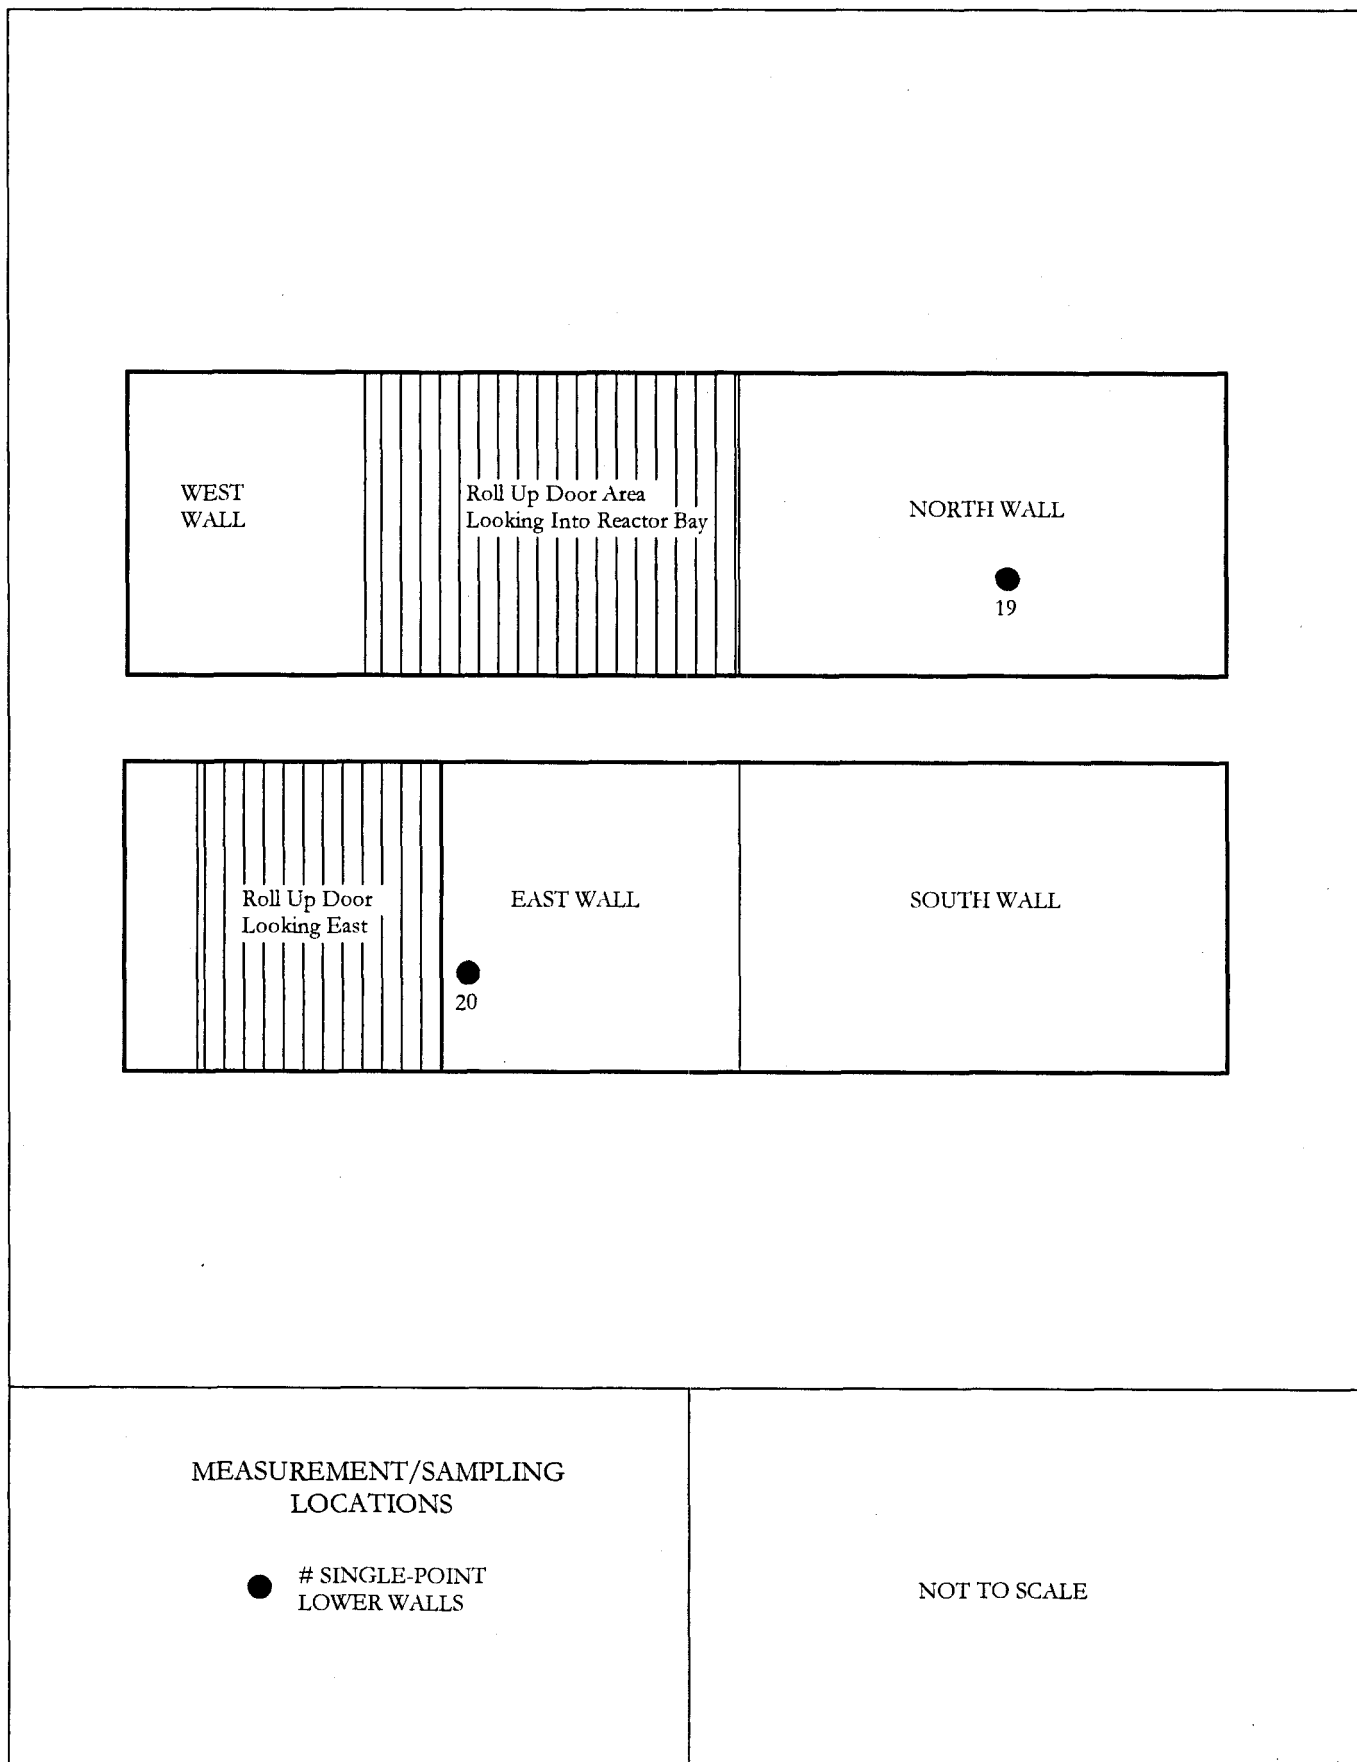 WEST
WALL
Roll Up Door Area
Looking Into Reactor Bay
NORTH WALL
19
Roll Up Door
Looking East
EAST WALL
SOUTH WALL
20
MEASUREMENT/SAMPLING
LOCATIONS
# SINGLE-POINT
LOWER WALLS
NOT TO SCALE